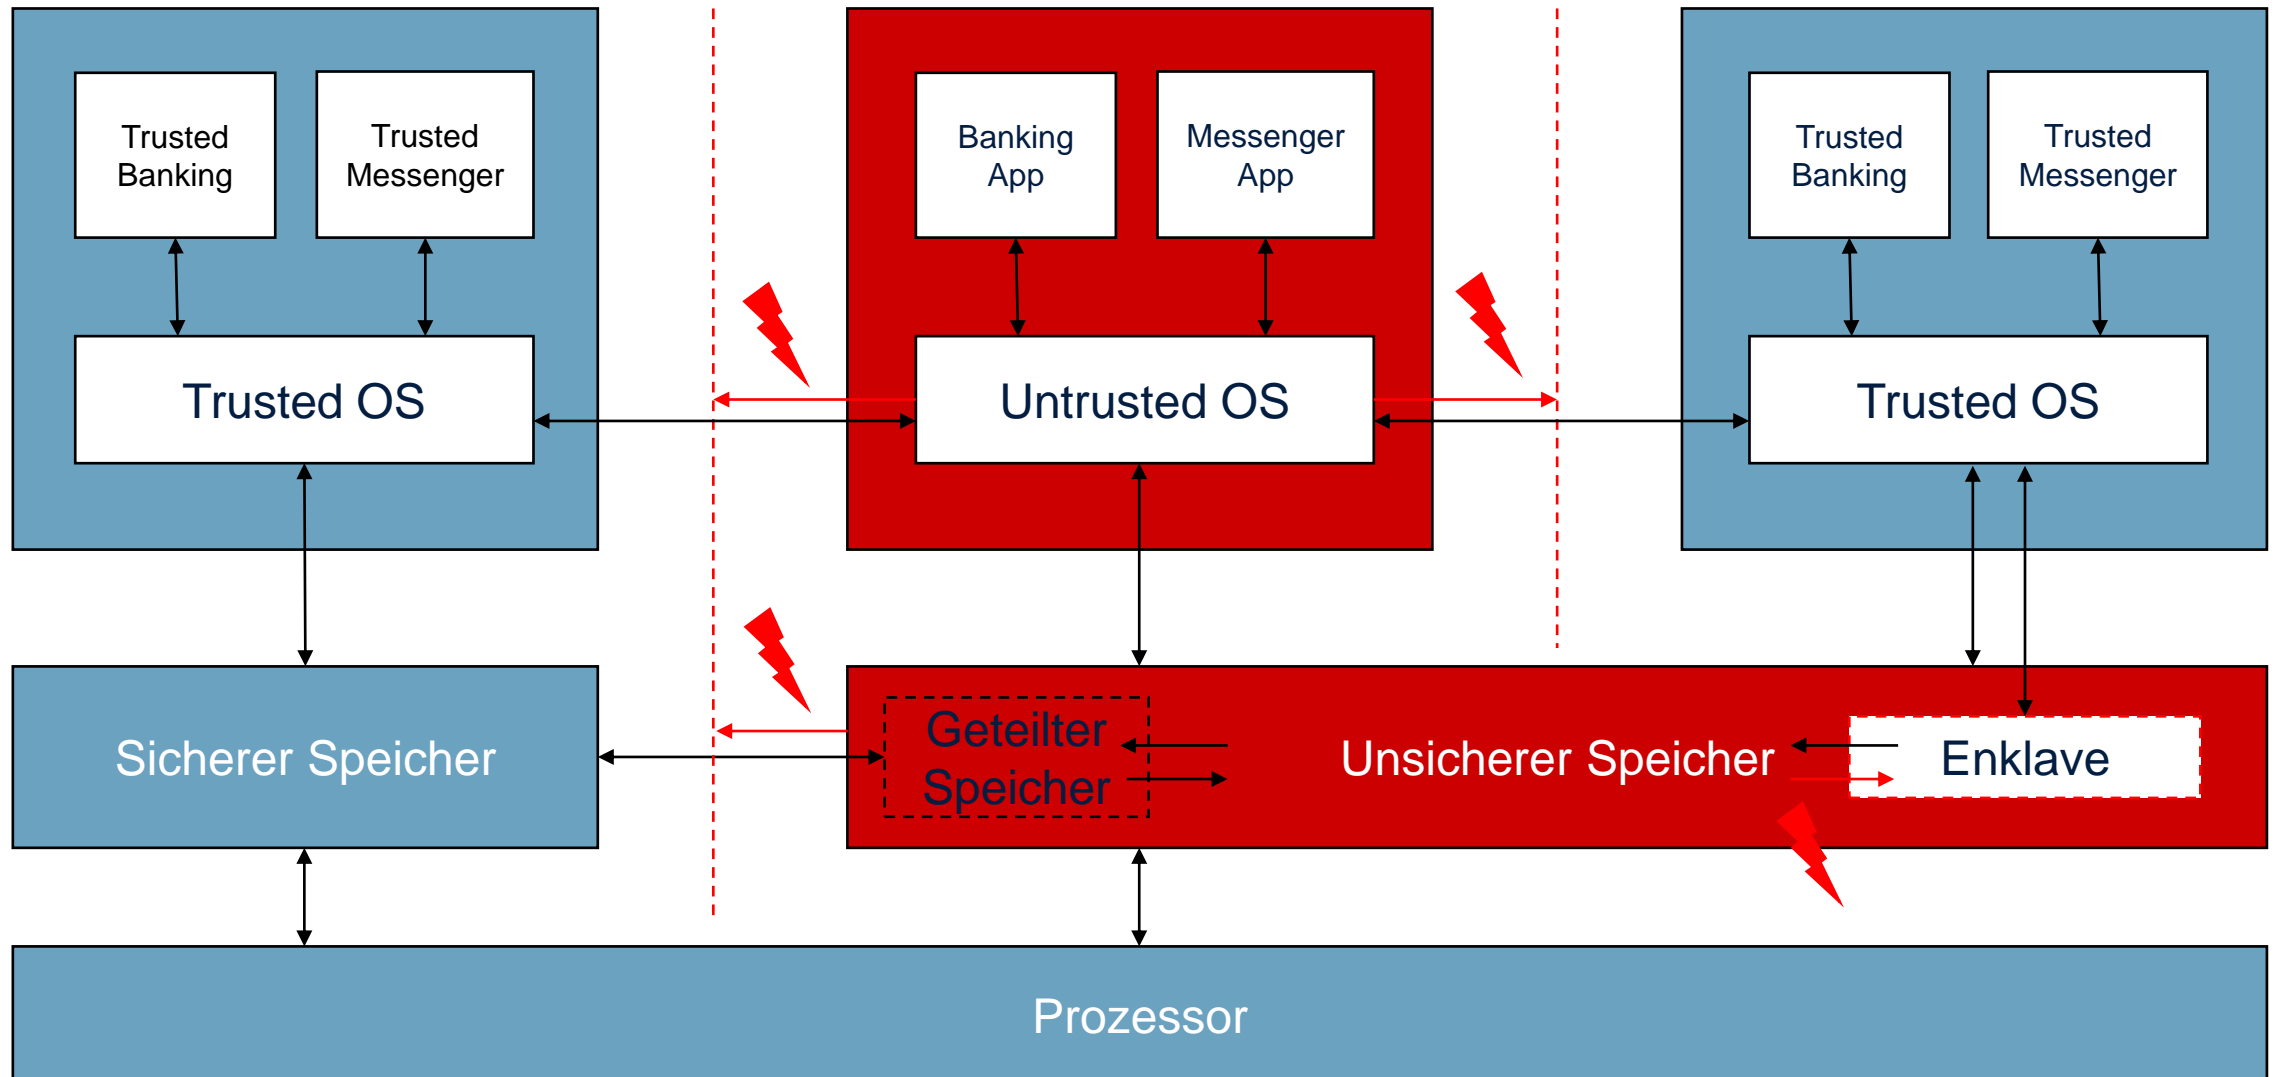 Trusted
Banking
Trusted
Messenger
Banking
App
Messenger
App
Trusted
Banking
Trusted
Messenger
Trusted OS
Untrusted OS
Trusted OS
Sicherer Speicher
Geteilter
Speicher
Unsicherer Speicher
Enklave
Prozessor